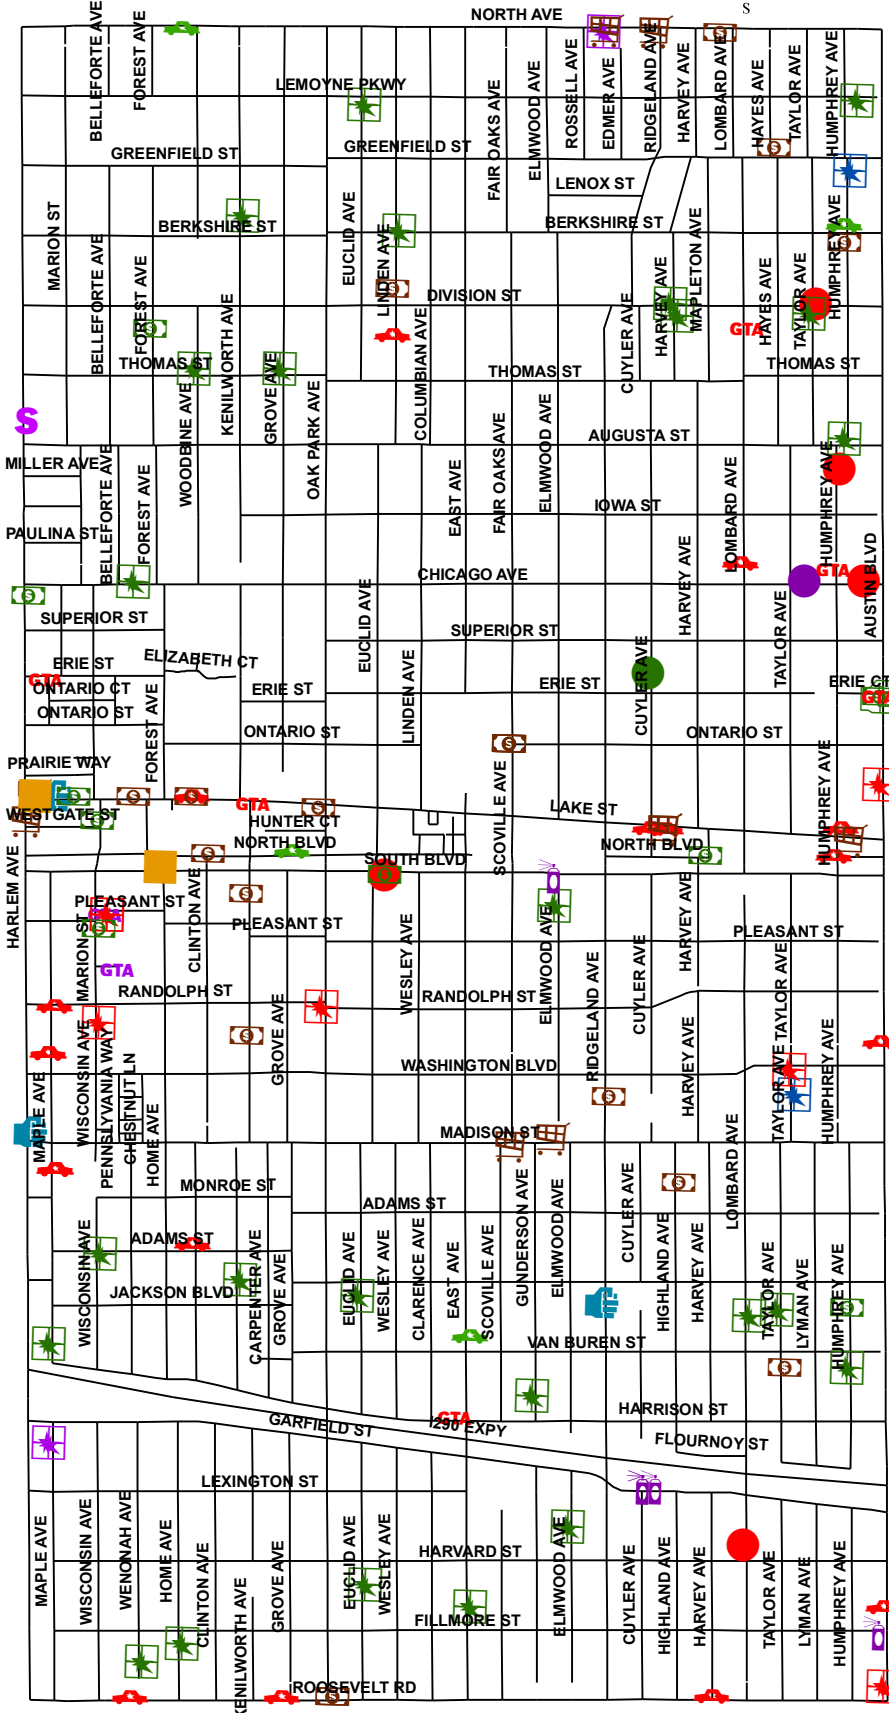 S
NORTH AVE
BELLEFORTE AVE
FOREST AVE
LEMOYNE PKWY
FAIR OAKS AVE
ELMWOOD AVE
ROSSELL AVE
EDMER AVE
RIDGELAND AVE
HARVEY AVE
LOMBARD AVE
HAYES AVE
TAYLOR AVE
HUMPHREY AVE
GREENFIELD ST
GREENFIELD ST
LENOX ST
MARION ST
BERKSHIRE ST
BERKSHIRE ST
EUCLID AVE
LINDEN AVE
BELLEFORTE AVE
FOREST AVE
KENILWORTH AVE
DIVISION ST
COLUMBIAN AVE
CUYLER AVE
HARVEY AVE
MAPLETON AVE
GTA
HAYES AVE
TAYLOR AVE
HUMPHREY AVE
THOMAS ST
THOMAS ST
THOMAS ST
S
WOODBINE AVE
GROVE AVE
OAK PARK AVE
AUGUSTA ST
MILLER AVE
BELLEFORTE AVE
FOREST AVE
EAST AVE
FAIR OAKS AVE
ELMWOOD AVE
IOWA ST
LOMBARD AVE
HUMPHREY AVE
PAULINA ST
CHICAGO AVE
HARVEY AVE
GTA
AUSTIN BLVD
SUPERIOR ST
SUPERIOR ST
EUCLID AVE
TAYLOR AVE
ERIE ST
ELIZABETH CT
GTA
ONTARIO CT
ERIE ST
ERIE ST
CUYLER AVE
ERIE CT
GTA
ONTARIO ST
FOREST AVE
ONTARIO ST
LINDEN AVE
ONTARIO ST
PRAIRIE WAY
SCOVILLE AVE
HUMPHREY AVE
WESTGATE ST
GTA
HUNTER CT
LAKE ST
NORTH BLVD
NORTH BLVD
SOUTH BLVD
HARLEM AVE
PLEASANT ST
GTA
CLINTON AVE
PLEASANT ST
PLEASANT ST
MARION ST
GTA
WESLEY AVE
ELMWOOD AVE
RIDGELAND AVE
CUYLER AVE
HARVEY AVE
TAYLOR AVE
RANDOLPH ST
RANDOLPH ST
GROVE AVE
WASHINGTON BLVD
MAPLE AVE
WISCONSIN AVE
PENNSLYVANIA WAY
CHESTNUT LN
HOME AVE
HARVEY AVE
TAYLOR AVE
HUMPHREY AVE
MADISON ST
LOMBARD AVE
MONROE ST
ADAMS ST
ADAMS ST
WISCONSIN AVE
CARPENTER AVE
GROVE AVE
EUCLID AVE
WESLEY AVE
CLARENCE AVE
EAST AVE
SCOVILLE AVE
GUNDERSON AVE
ELMWOOD AVE
CUYLER AVE
HIGHLAND AVE
HARVEY AVE
TAYLOR AVE
LYMAN AVE
HUMPHREY AVE
JACKSON BLVD
VAN BUREN ST
HARRISON ST
GTA
GARFIELD ST
I290 EXPY
FLOURNOY ST
LEXINGTON ST
MAPLE AVE
WISCONSIN AVE
WENONAH AVE
HOME AVE
CLINTON AVE
KENILWORTH AVE
GROVE AVE
EUCLID AVE
WESLEY AVE
HARVARD ST
ELMWOOD AVE
CUYLER AVE
HIGHLAND AVE
HARVEY AVE
TAYLOR AVE
LYMAN AVE
HUMPHREY AVE
FILLMORE ST
ROOSEVELT RD